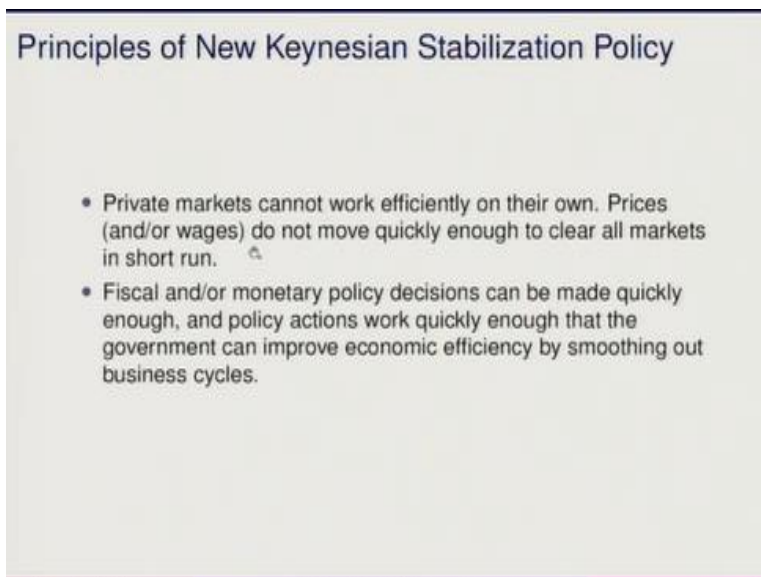 Principles of New Keynesian Stabilization Policy
• Private markets cannot work efficiently on their own. Prices
(and/or wages) do not move quickly enough to clear all markets
in short run.
• Fiscal and/or monetary policy decisions can be made quickly
enough, and policy actions work quickly enough that the
government can improve economic efficiency by smoothing out
business cycles.